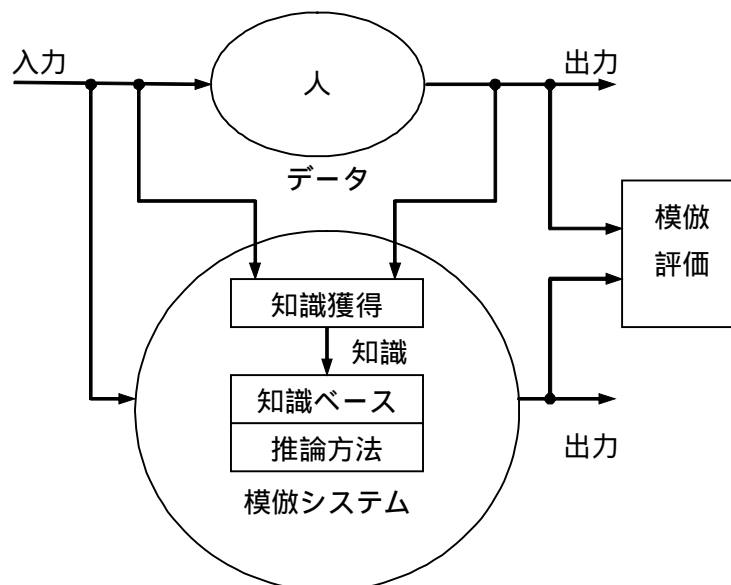 入力
人
出力
データ
模倣
評価
知識獲得
知識
知識ベース
推論方法
出力
模倣システム